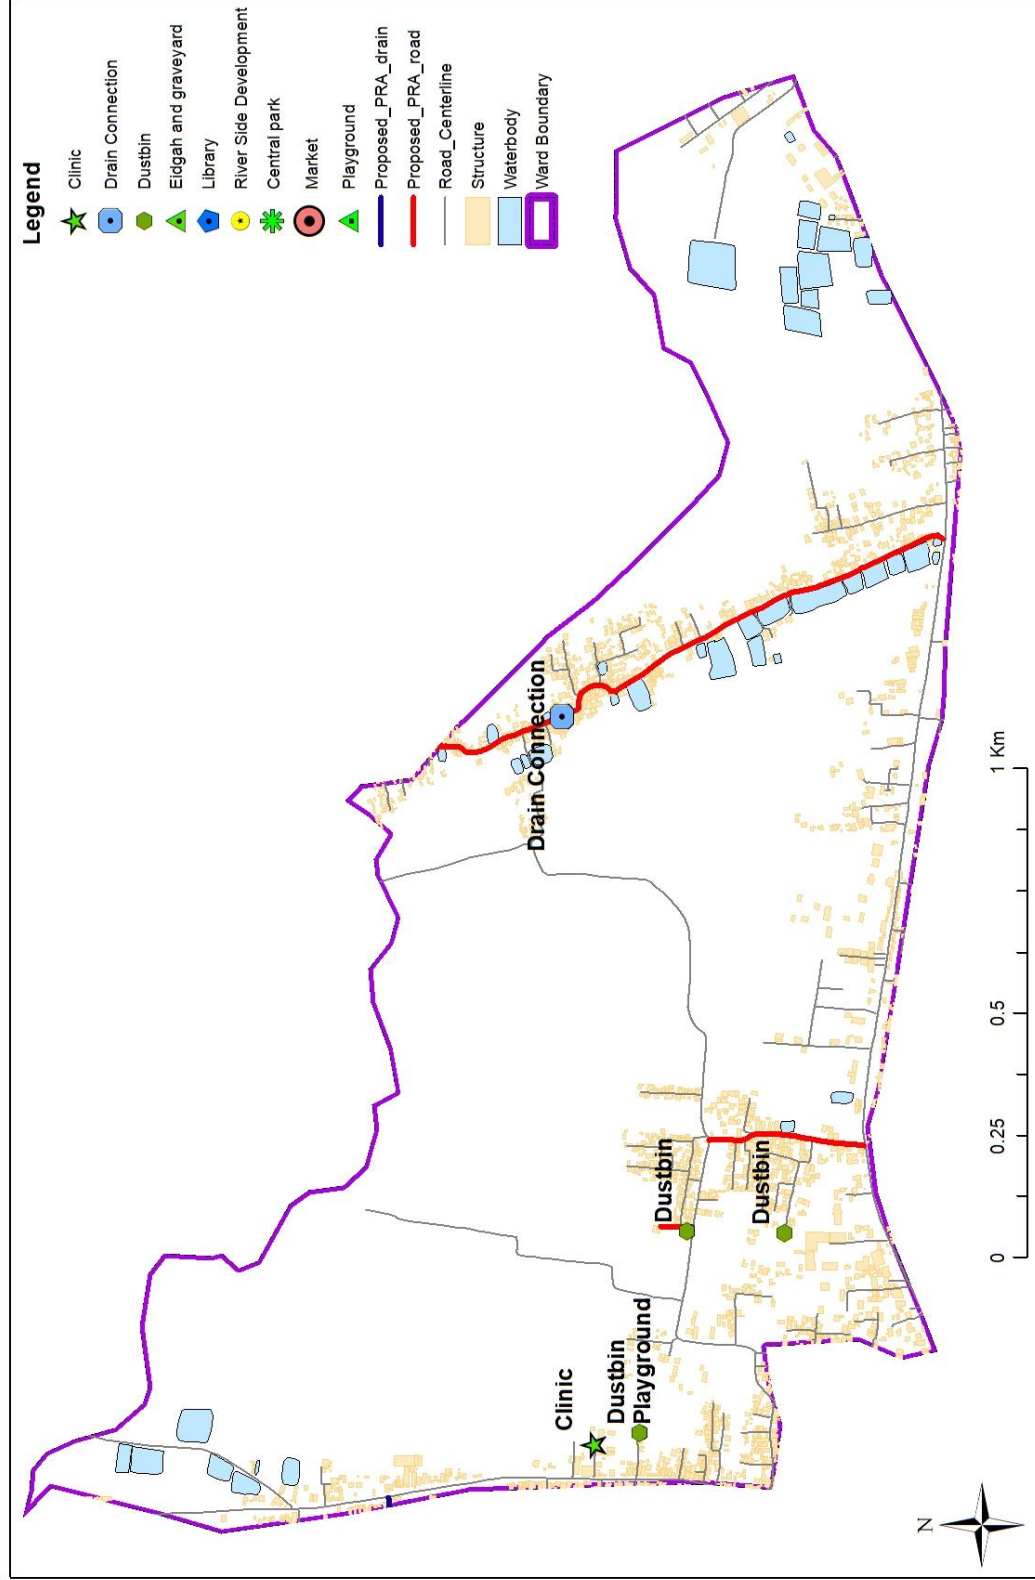 Legend
Clinic
Drain Connection
Dustbin
Eidgah and graveyard
Library
River Side Development
Central park
Market
Playground
Proposed_PRA_drain
Proposed_PRA_road
Road_Centerline
Structure
Waterbody
Ward Boundary
Clinic
Dustbin
Playground
Dustbin
Dustbin
Drain Connection
N
0 0.25 0.5 1 Km